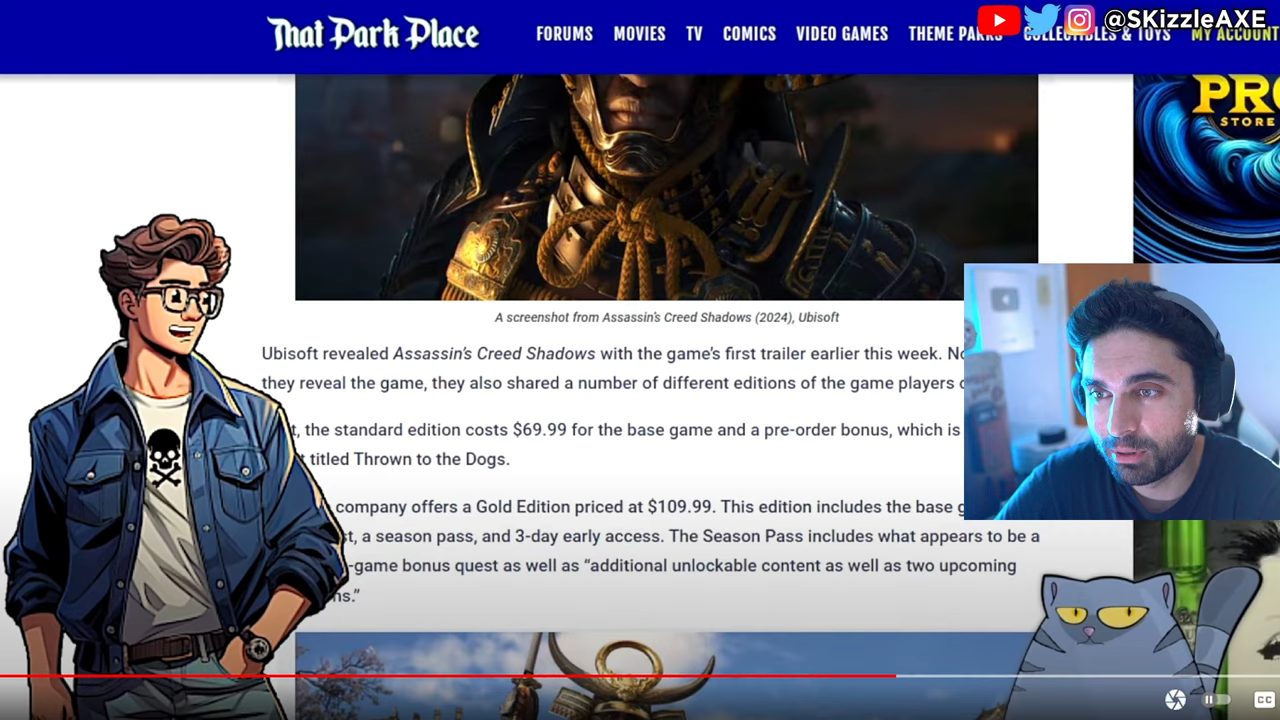 That Park Place
FORUMS MOVIES TV COMICS VIDEO GAMES THEME PARKS COLLECTIBLES & TOYS MY ACCOUNT
@SKizzleAXE
PRO
STORE
A screenshot from Assassin's Creed Shadows (2024), Ubisoft
Ubisoft revealed Assassin's Creed Shadows with the game's first trailer earlier this week.
they reveal the game, they also shared a number of different editions of the game players
the standard edition costs $69.99 for the base game and a pre-order bonus, which is
titled Thrown to the Dogs.
company offers a Gold Edition priced at $109.99. This edition includes the base
a season pass, and 3-day early access. The Season Pass includes what appears to be a
-game bonus quest as well as “additional unlockable content as well as two upcoming
CC